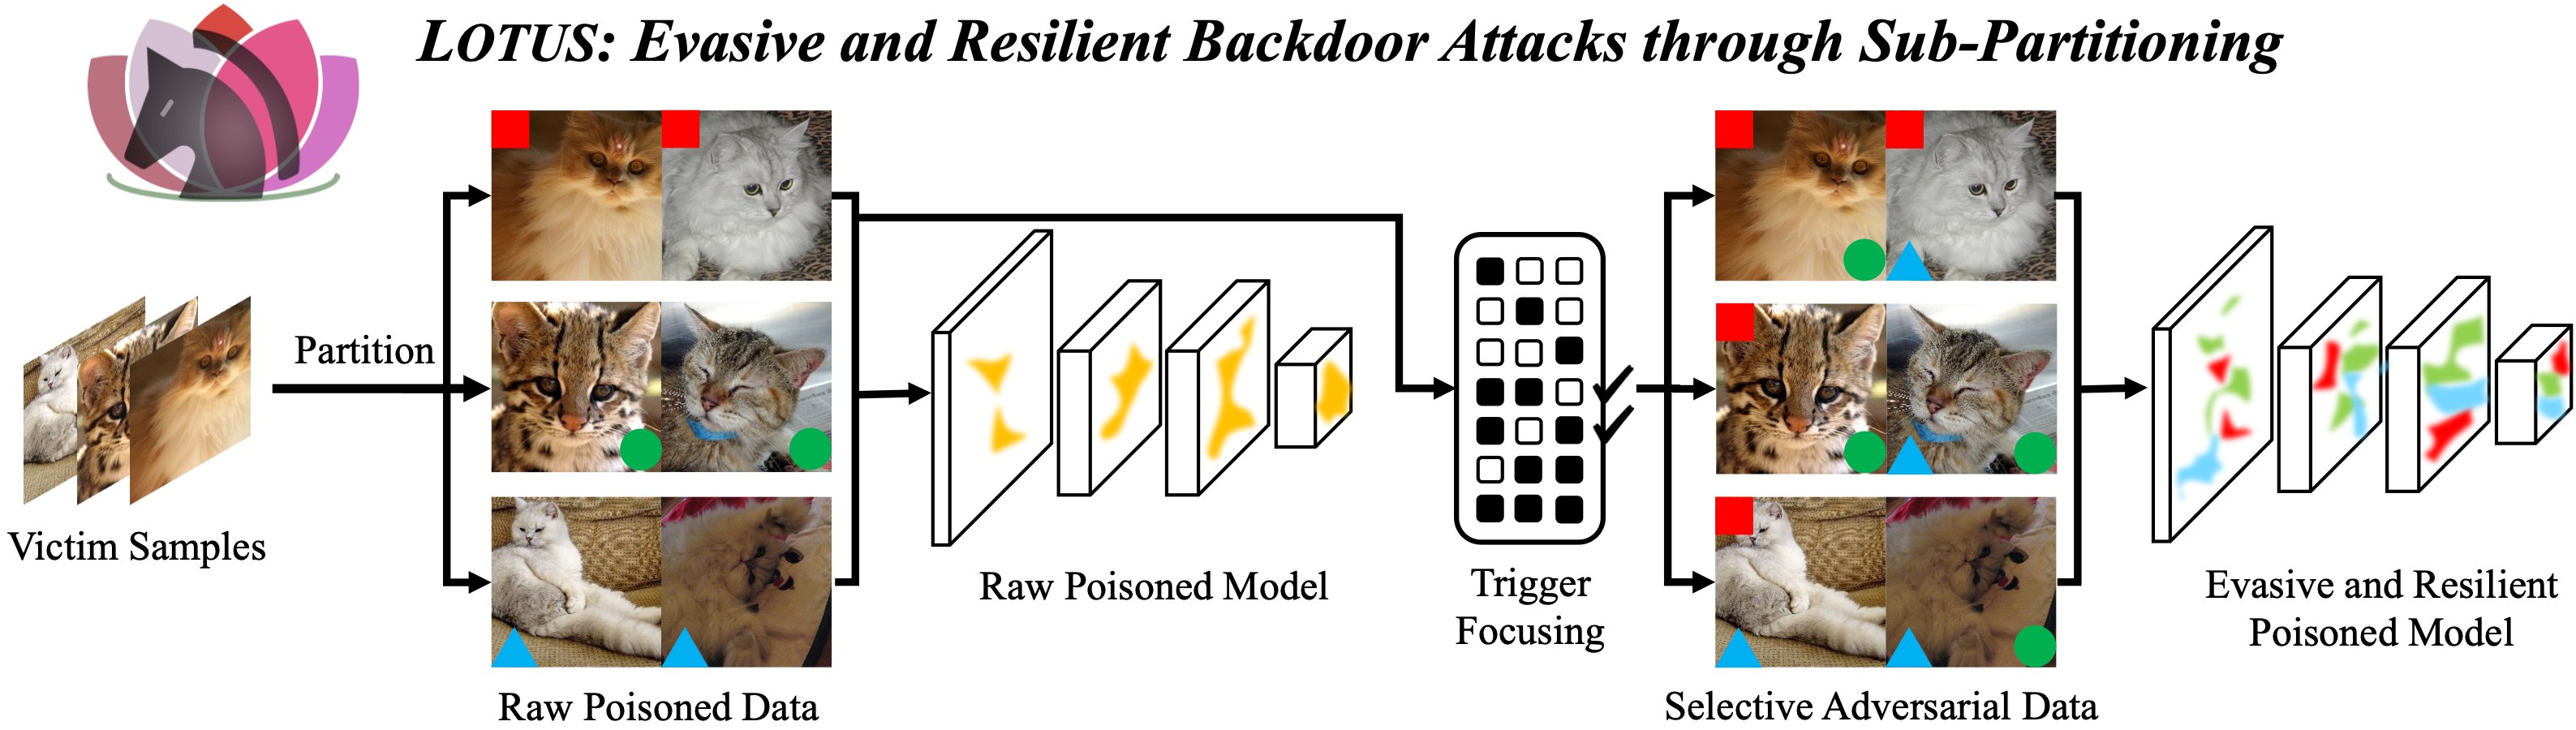 LOTUS: Evasive and Resilient Backdoor Attacks through Sub-Partitioning
Partition
Victim Samples
Raw Poisoned Data
Raw Poisoned Model
Trigger
Focusing
Selective Adversarial Data
Evasive and Resilient
Poisoned Model